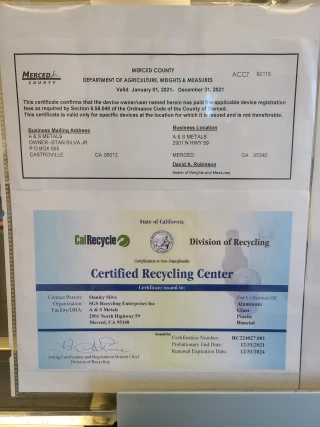 MERCED COUNTY
MERCED COUNTY
DEPARTMENT OF AGRICULTURE, WEIGHTS & MEASURES
ACCT 62115
Valid January 01, 2021- December 31, 2021
This certificate confirms that the device owner/user named herein has paid the applicable device registration
fees as required by Section 5.58.040 of the Ordinance Code of the County of Merced.
This certificate is valid only for specific devices at the location for which it is issued and is not transferable.
Business Mailing Address
A & S METALS
OWNER -STAN SILVA JR
P O BOX
CASTROVILLE CA 95012
Business Location
A & S METALS
2901 N HWY 59
MERCED CA 95340
David A. Robinson
Sealer of Weights and Measures
State of California
CalRecycle
Division of Recycling
Certification is Non-Transferable
Certified Recycling Center
Certificate issued to:
Contact Person: Stanley Silva
Organization: SGS Recycling Enterprises Inc
Facility/DBA: A & S Metals
2901 North Highway 59
Merced, CA 95348
For Collection Of:
Aluminum
Glass
Plastic
Bimetal
Issued by
Certification Number: RC224027.001
Probationary End Date: 12/31/2021
Renewal Expiration Date: 12/31/2024
Acting Certification and Registration Branch Chief
Division of Recycling